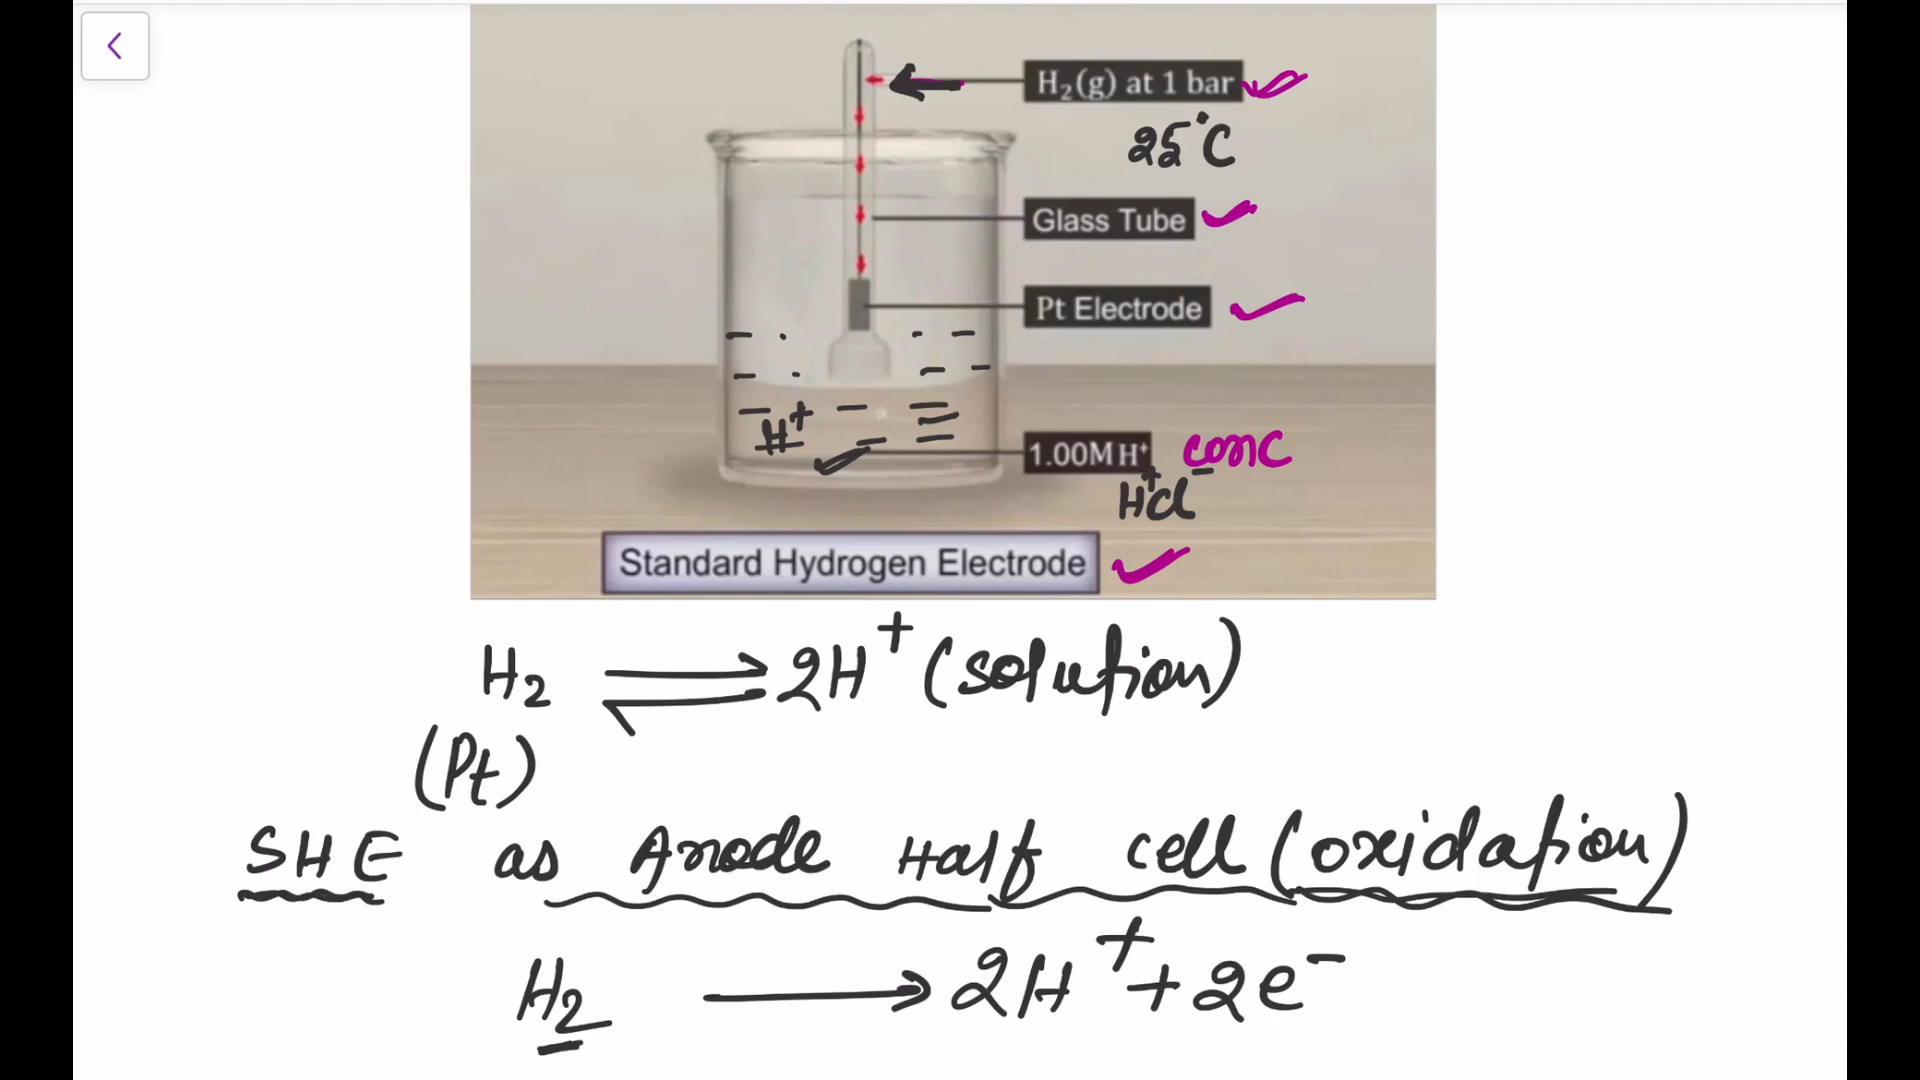 H₂(g) at 1 bar
25°C
Glass Tube
Pt Electrode
H⁺
1.00M H⁺ conc
H⁺Cl⁻
Standard Hydrogen Electrode
H₂ ⇌ 2H⁺ (solution)
(Pt)
SHE as Anode Half cell (oxidation)
H₂ → 2H⁺ + 2e⁻